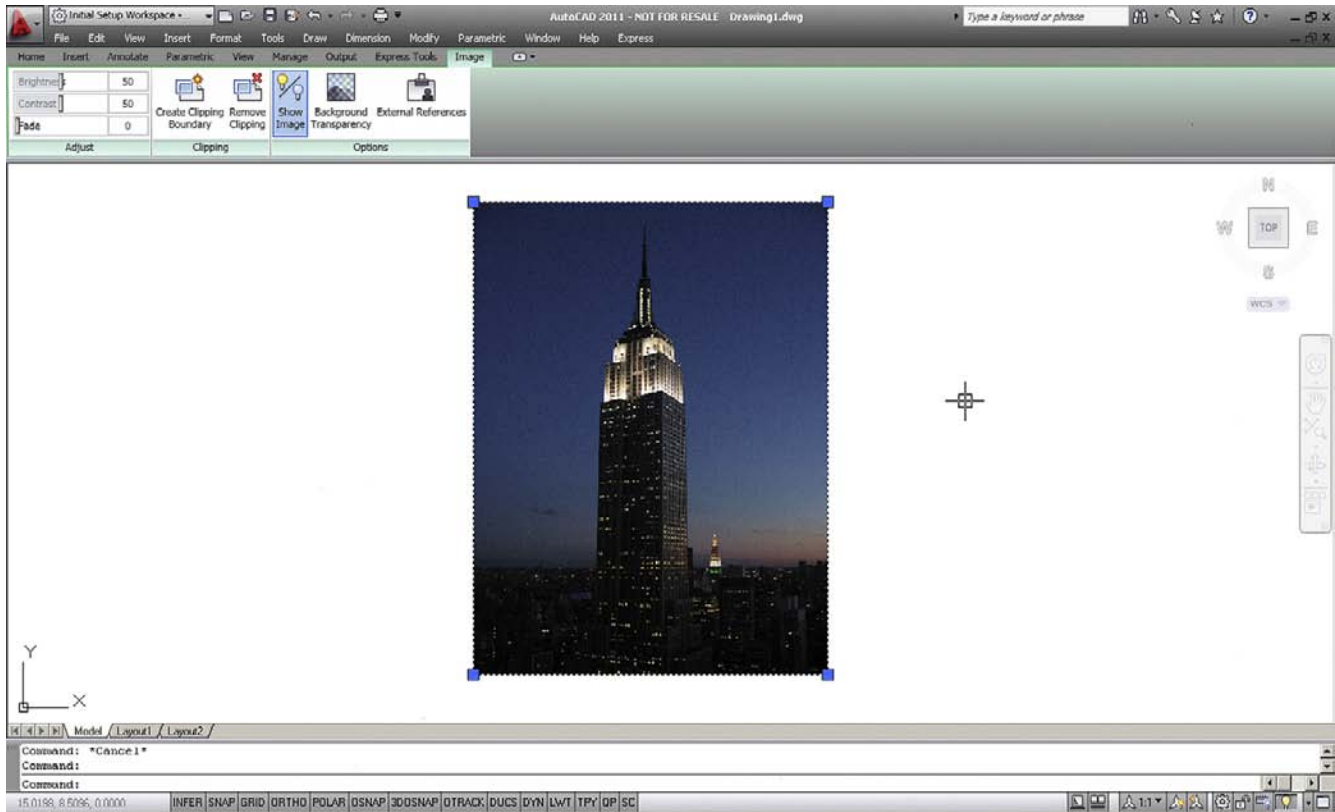 Initial Setup Workspace
AutoCAD 2011 - NOT FOR RESALE Drawing1.dwg
Type a keyword or phrase
File Edit View Insert Format Tools Draw Dimension Modify Parametric Window Help Express
Home Insert Annotate Parametric View Manage Output Express Tools Image
Brightness 50
Contrast 50
Fade 0
Create Clipping Boundary
Remove Clipping
Show Image
Background Transparency
External References
Adjust Clipping Options
N
W TOP E
S
WCS
Y
X
Model Layout1 Layout2
Command: *Cancel*
Command:
Command:
15.0198, 8.5096, 0.0000 INFER SNAP GRID ORTHO POLAR OSNAP 3DOSNAP OTRACK DUCS DYN LWT TPY QP SC 1:1